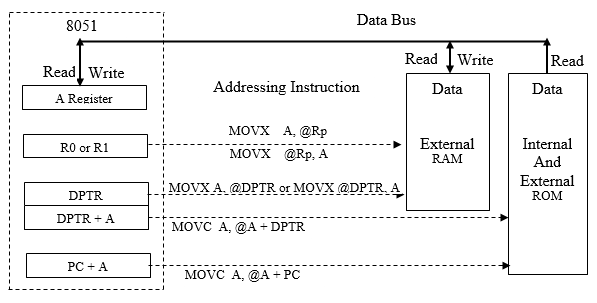 8051
Data Bus
Read Write
Read Write
Read
A Register
Addressing Instruction
Data
Data
R0 or R1
MOVX A, @Rp
MOVX @Rp, A
External
RAM
Internal
And
External
ROM
DPTR
MOVX A, @DPTR or MOVX @DPTR, A
DPTR + A
MOVC A, @A + DPTR
PC + A
MOVC A, @A + PC